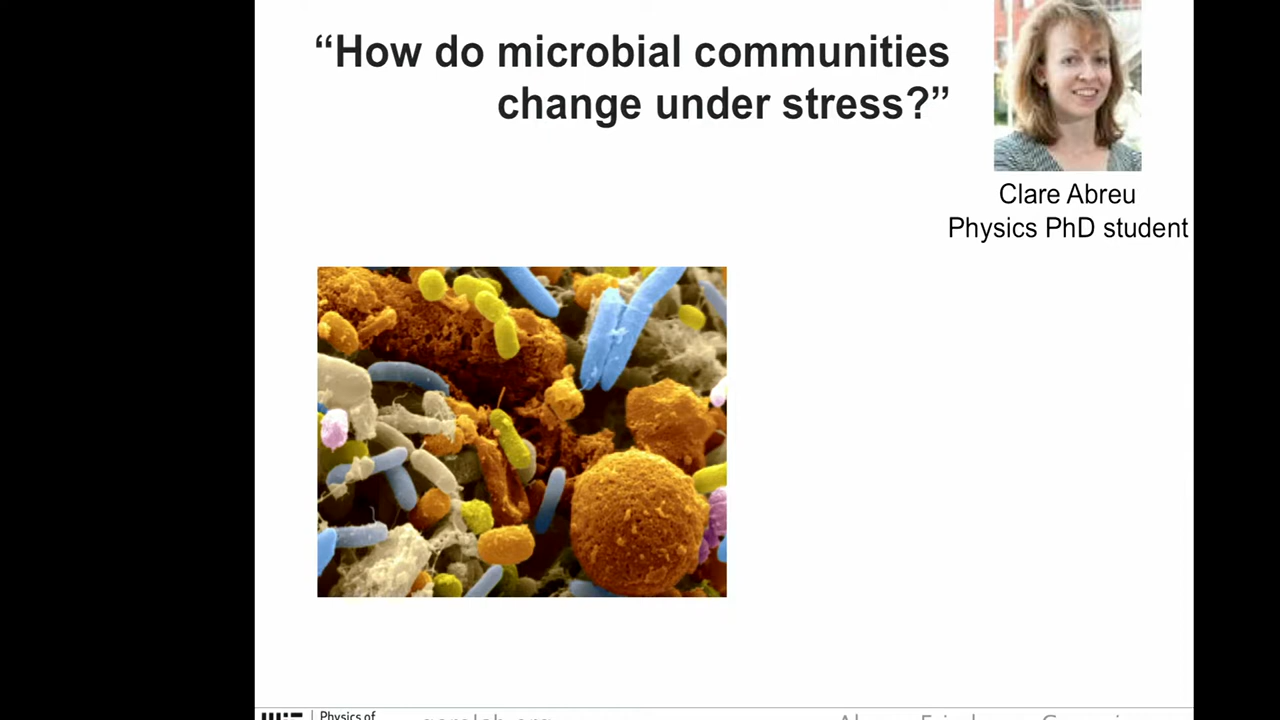 “How do microbial communities
change under stress?”
Clare Abreu
Physics PhD student
Physics of